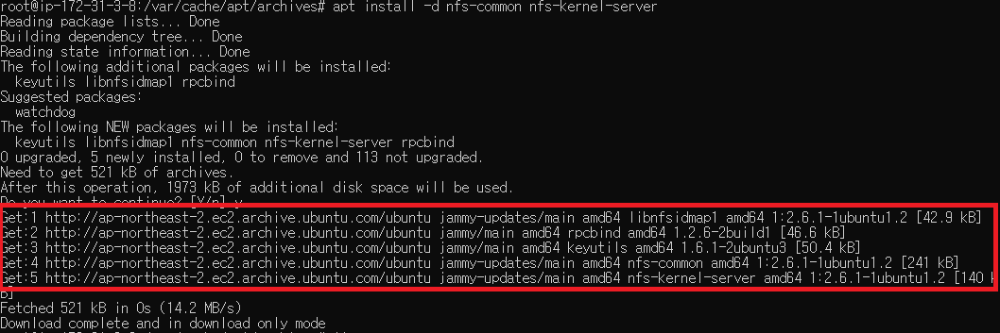 root@ip-172-31-3-8:/var/cache/apt/archives# apt install -d nfs-common nfs-kernel-server
Reading package lists... Done
Building dependency tree... Done
Reading state information... Done
The following additional packages will be installed:
  keyutils libnfsidmap1 rpcbind
Suggested packages:
  watchdog
The following NEW packages will be installed:
  keyutils libnfsidmap1 nfs-common nfs-kernel-server rpcbind
0 upgraded, 5 newly installed, 0 to remove and 113 not upgraded.
Need to get 521 kB of archives.
After this operation, 1973 kB of additional disk space will be used.
Do you want to continue? [Y/n] y
Get:1 http://ap-northeast-2.ec2.archive.ubuntu.com/ubuntu jammy-updates/main amd64 libnfsidmap1 amd64 1:2.6.1-1ubuntu1.2 [42.9 kB]
Get:2 http://ap-northeast-2.ec2.archive.ubuntu.com/ubuntu jammy/main amd64 rpcbind amd64 1.2.6-2build1 [46.6 kB]
Get:3 http://ap-northeast-2.ec2.archive.ubuntu.com/ubuntu jammy/main amd64 keyutils amd64 1.6.1-2ubuntu3 [50.4 kB]
Get:4 http://ap-northeast-2.ec2.archive.ubuntu.com/ubuntu jammy-updates/main amd64 nfs-common amd64 1:2.6.1-1ubuntu1.2 [241 kB]
Get:5 http://ap-northeast-2.ec2.archive.ubuntu.com/ubuntu jammy-updates/main amd64 nfs-kernel-server amd64 1:2.6.1-1ubuntu1.2 [140 k
B]
Fetched 521 kB in 0s (14.2 MB/s)
Download complete and in download only mode